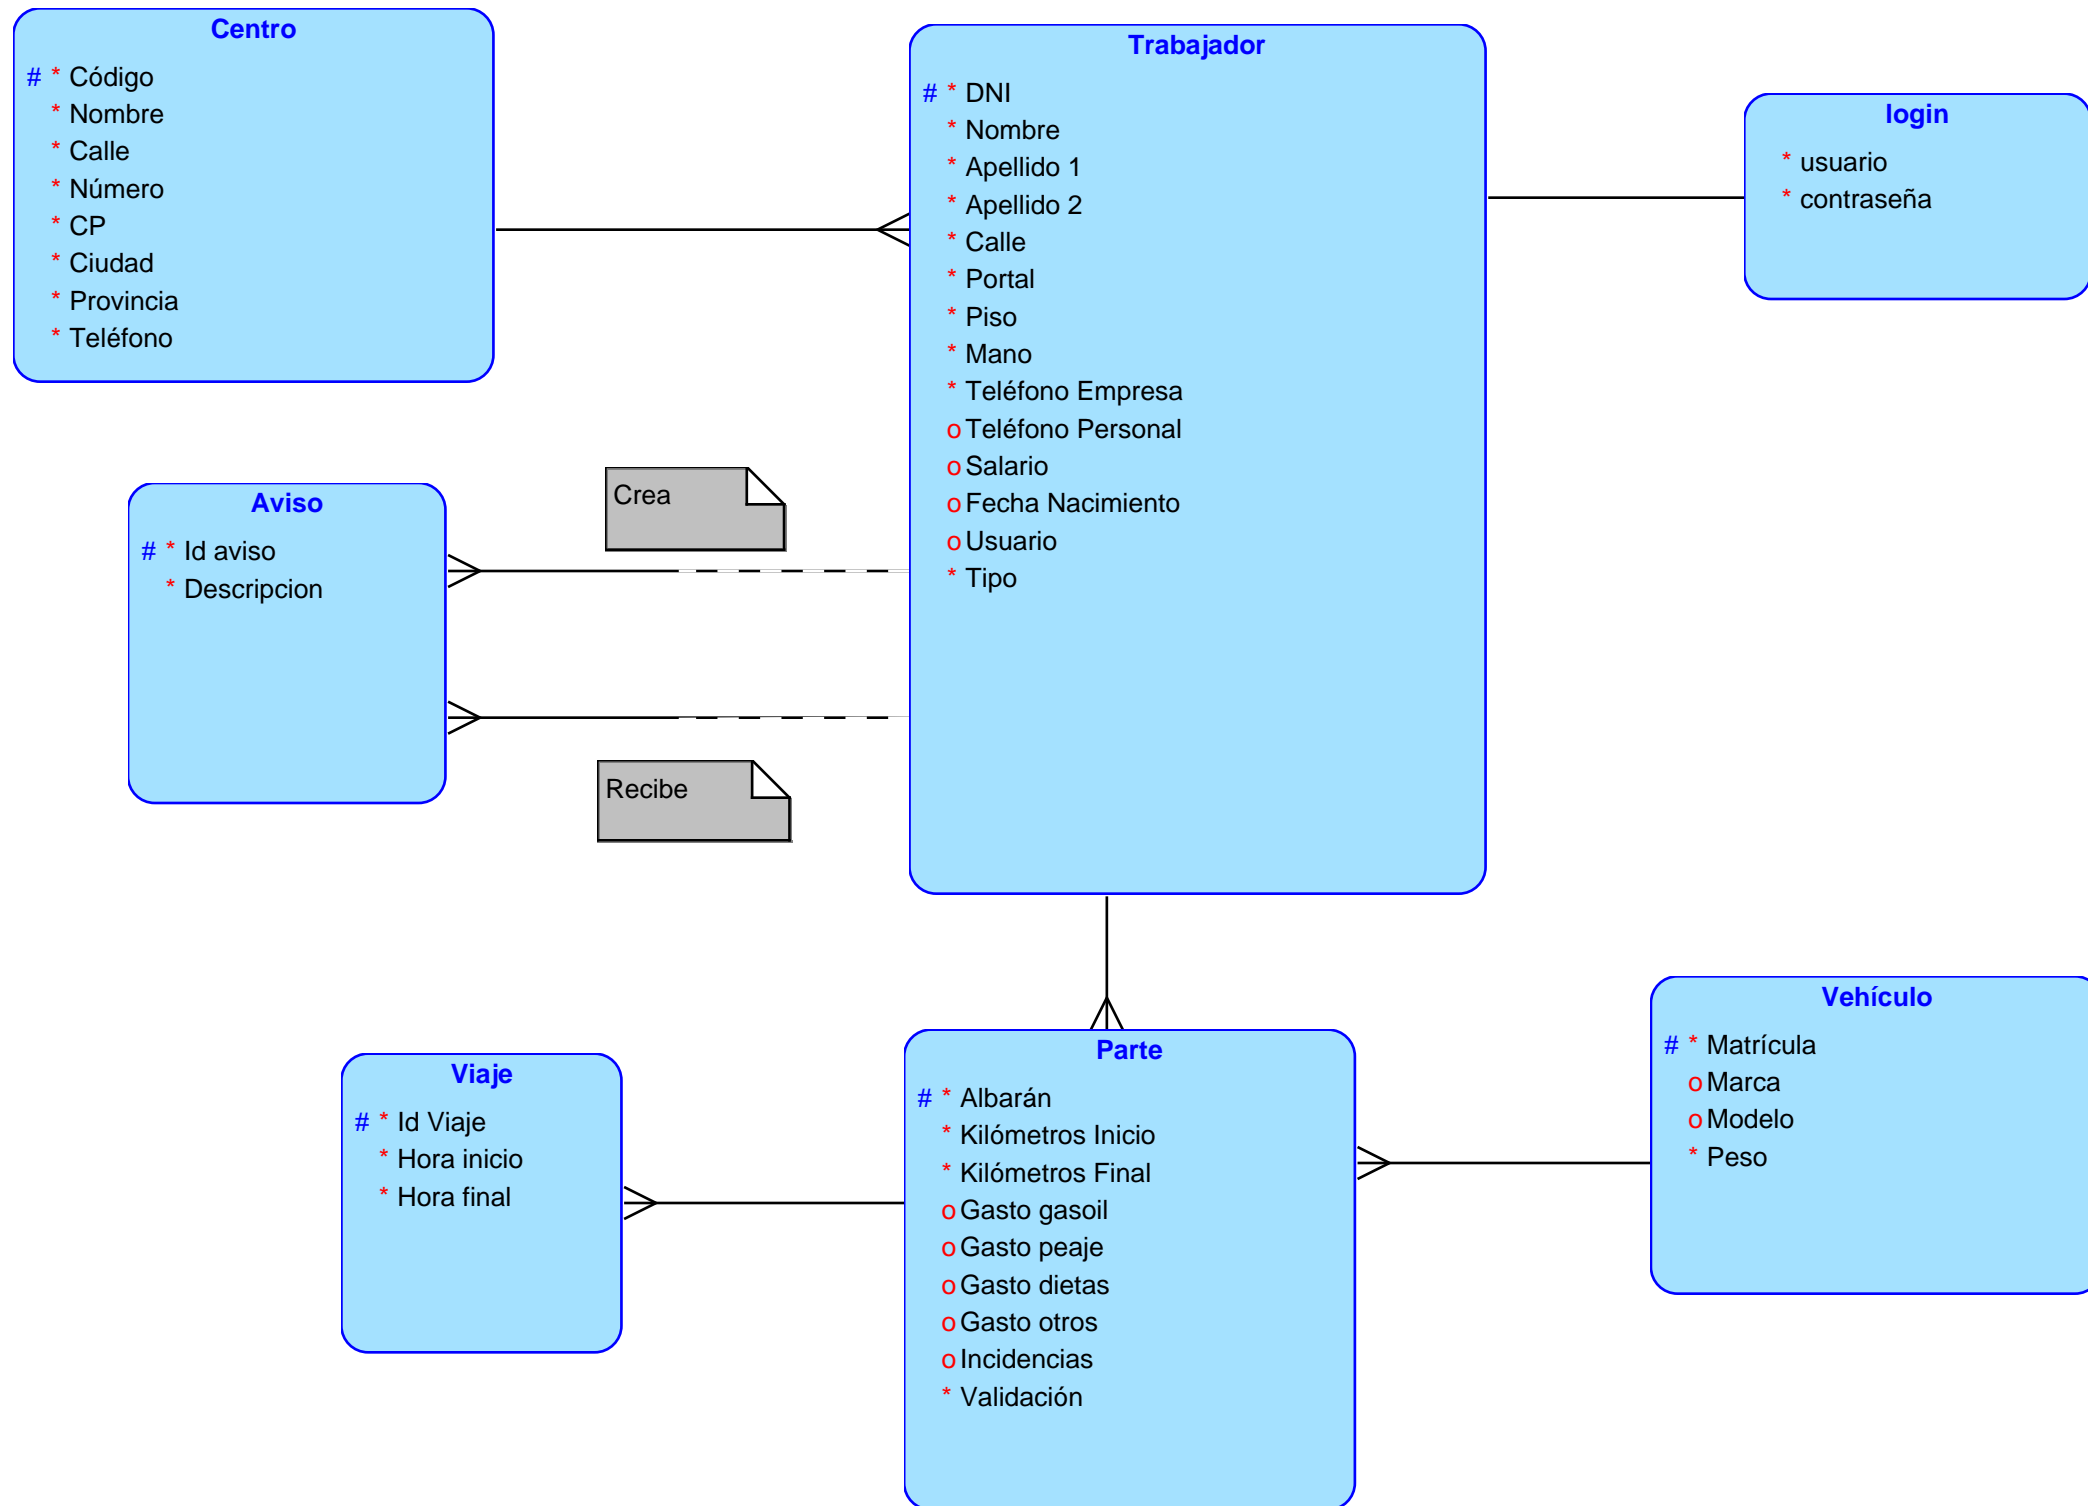 Centro
# * Código
* Nombre
* Calle
* Número
* CP
* Ciudad
* Provincia
* Teléfono
Trabajador
# * DNI
* Nombre
* Apellido 1
* Apellido 2
* Calle
* Portal
* Piso
* Mano
* Teléfono Empresa
o Teléfono Personal
o Salario
o Fecha Nacimiento
o Usuario
* Tipo
login
* usuario
* contraseña
Aviso
# * Id aviso
* Descripcion
Crea
Recibe
Viaje
# * Id Viaje
* Hora inicio
* Hora final
Parte
# * Albarán
* Kilómetros Inicio
* Kilómetros Final
o Gasto gasoil
o Gasto peaje
o Gasto dietas
o Gasto otros
o Incidencias
* Validación
Vehículo
# * Matrícula
o Marca
o Modelo
* Peso